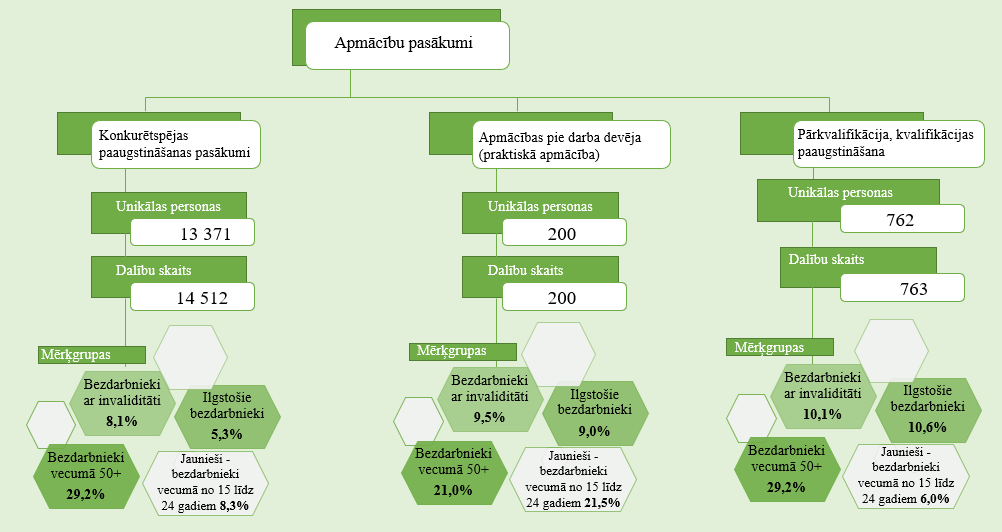 Apmācību pasākumi
Konkurētspējas
paaugstināšanas pasākumi
Unikālas personas
13 371
Dalību skaits
14 512
Mērķgrupas
Bezdarbnieki
ar invaliditāti
8,1%
Ilgstošie
bezdarbnieki
5,3%
Bezdarbnieki
vecumā 50+
29,2%
Jaunieši -
bezdarbnieki
vecumā no 15 līdz
24 gadiem 8,3%
Apmācības pie darba devēja
(praktiskā apmācība)
Unikālas personas
200
Dalību skaits
200
Mērķgrupas
Bezdarbnieki
ar invaliditāti
9,5%
Ilgstošie
bezdarbnieki
9,0%
Bezdarbnieki
vecumā 50+
21,0%
Jaunieši -
bezdarbnieki
vecumā no 15 līdz
24 gadiem 21,5%
Pārkvalifikācija, kvalifikācijas
paaugstināšana
Unikālas personas
762
Dalību skaits
763
Mērķgrupas
Bezdarbnieki
ar invaliditāti
10,1%
Ilgstošie
bezdarbnieki
10,6%
Bezdarbnieki
vecumā 50+
29,2%
Jaunieši -
bezdarbnieki
vecumā no 15 līdz
24 gadiem 6,0%